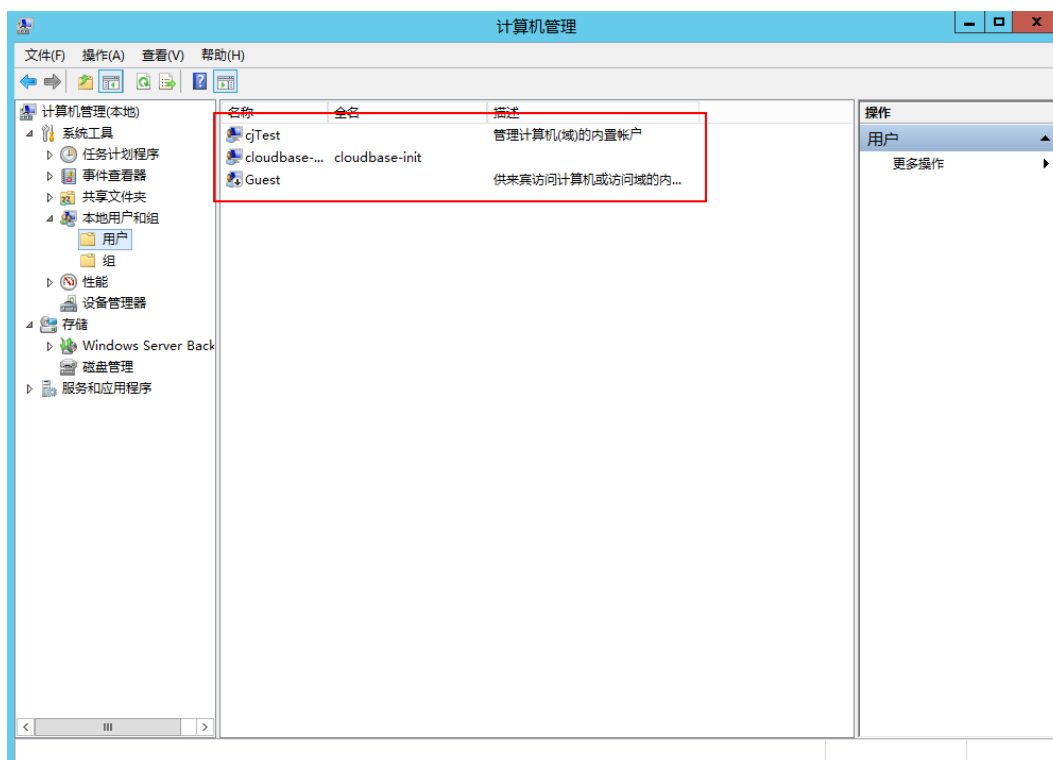 计算机管理
文件(F) 操作(A) 查看(V) 帮助(H)
计算机管理(本地)
系统工具
任务计划程序
事件查看器
共享文件夹
本地用户和组
用户
组
性能
设备管理器
存储
Windows Server Back
磁盘管理
服务和应用程序
名称 全名 描述
cjTest 管理计算机(域)的内置帐户
cloudbase-... cloudbase-init
Guest 供来宾访问计算机或访问域的内...
操作
用户
更多操作